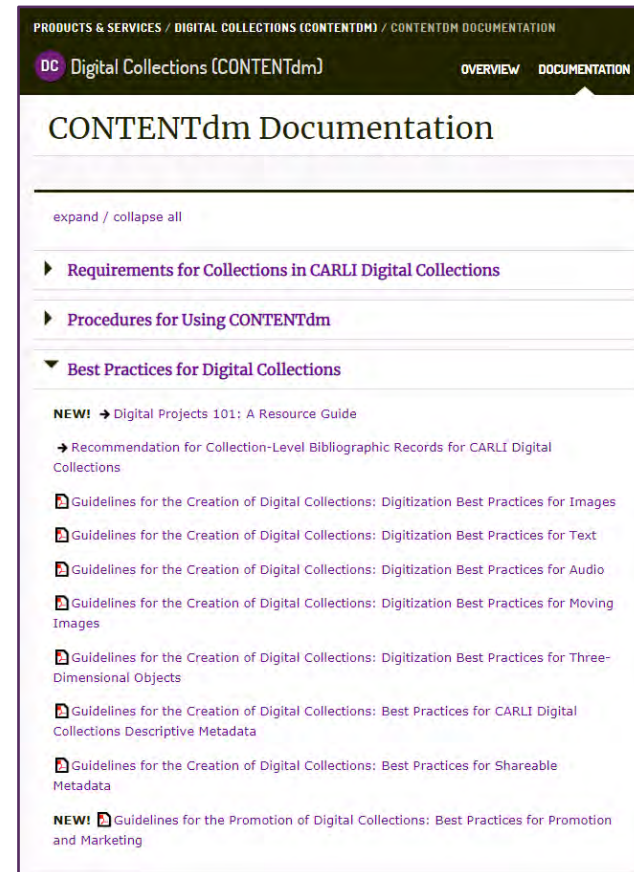 PRODUCTS & SERVICES / DIGITAL COLLECTIONS (CONTENTDM) / CONTENTDM DOCUMENTATION
DC Digital Collections (CONTENTdm) OVERVIEW DOCUMENTATION
CONTENTdm Documentation
expand / collapse all
Requirements for Collections in CARLI Digital Collections
Procedures for Using CONTENTdm
Best Practices for Digital Collections
NEW! → Digital Projects 101: A Resource Guide
→ Recommendation for Collection-Level Bibliographic Records for CARLI Digital
Collections
Guidelines for the Creation of Digital Collections: Digitization Best Practices for Images
Guidelines for the Creation of Digital Collections: Digitization Best Practices for Text
Guidelines for the Creation of Digital Collections: Digitization Best Practices for Audio
Guidelines for the Creation of Digital Collections: Digitization Best Practices for Moving
Images
Guidelines for the Creation of Digital Collections: Digitization Best Practices for Three-
Dimensional Objects
Guidelines for the Creation of Digital Collections: Best Practices for CARLI Digital
Collections Descriptive Metadata
Guidelines for the Creation of Digital Collections: Best Practices for Shareable
Metadata
NEW! Guidelines for the Promotion of Digital Collections: Best Practices for Promotion
and Marketing